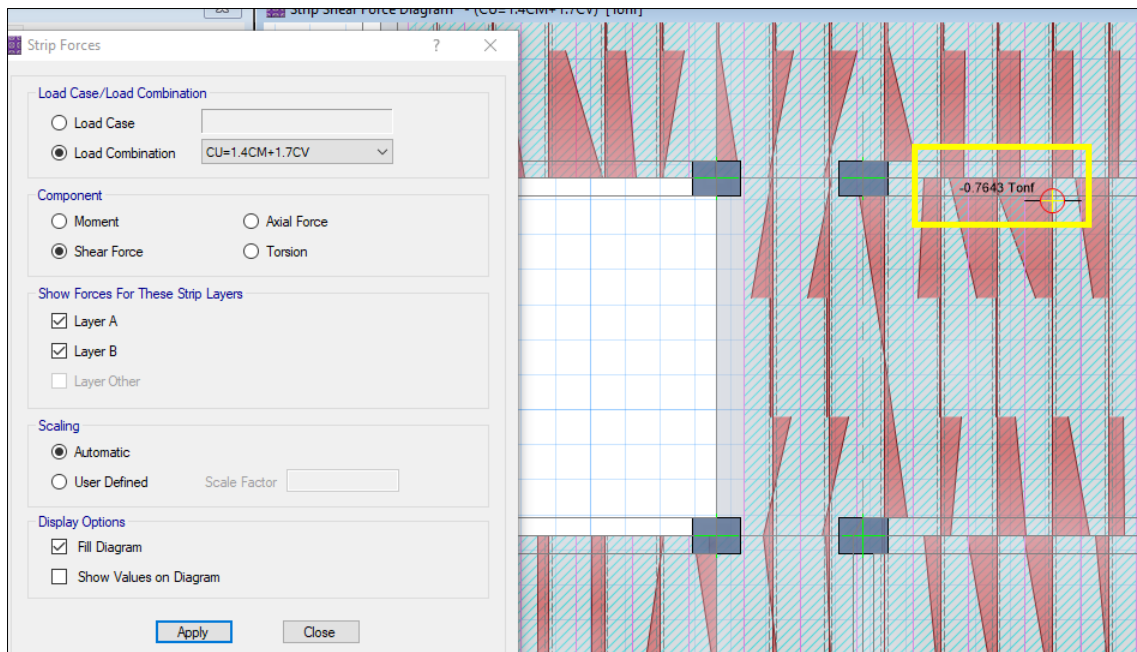 Strip Shear Force Diagram - (CU=1.4CM+1.7CV) [Tonf]
Strip Forces
?
Load Case/Load Combination
Load Case
Load Combination
CU=1.4CM+1.7CV
Component
Moment
Axial Force
Shear Force
Torsion
Show Forces For These Strip Layers
Layer A
Layer B
Layer Other
Scaling
Automatic
User Defined
Scale Factor
Display Options
Fill Diagram
Show Values on Diagram
Apply
Close
-0.7643 Tonf